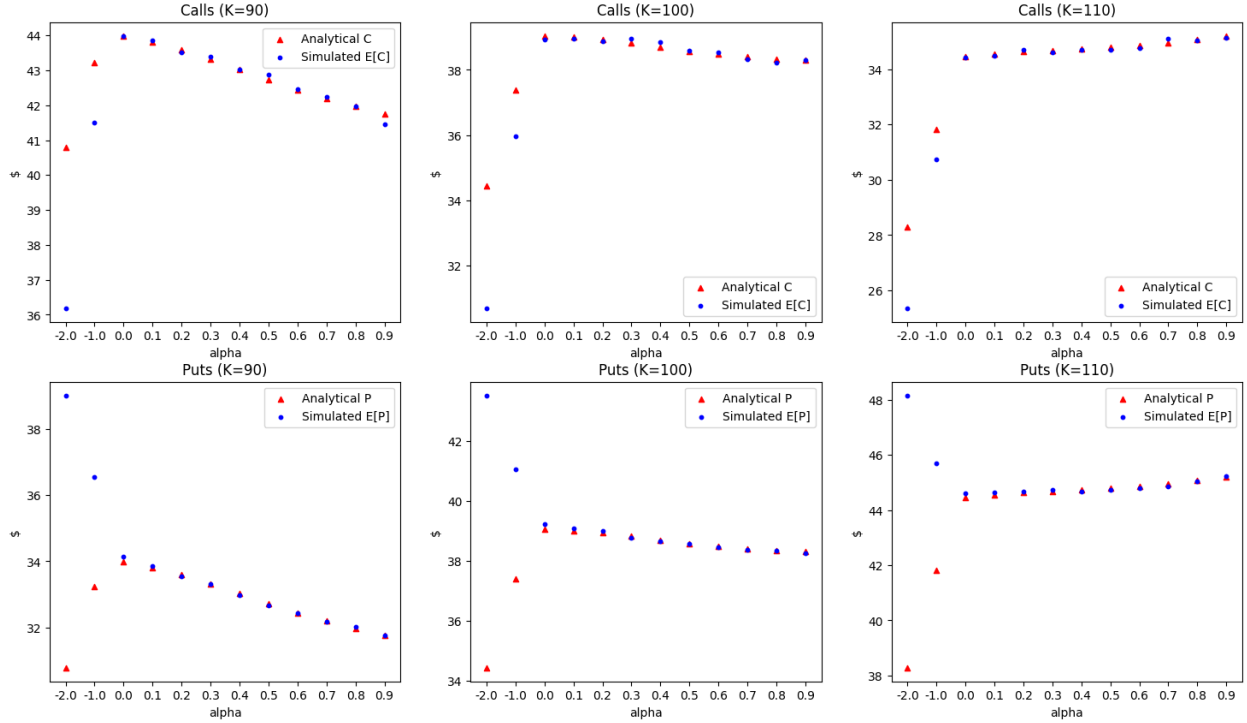 Calls (K=90)
44
43
42
41
40
39
38
37
36
$
Analytical C
Simulated E[C]
-2.0 -1.0 0.0 0.1 0.2 0.3 0.4 0.5 0.6 0.7 0.8 0.9
alpha
Calls (K=100)
38
36
34
32
$
Analytical C
Simulated E[C]
-2.0 -1.0 0.0 0.1 0.2 0.3 0.4 0.5 0.6 0.7 0.8 0.9
alpha
Calls (K=110)
34
32
30
28
26
$
Analytical C
Simulated E[C]
-2.0 -1.0 0.0 0.1 0.2 0.3 0.4 0.5 0.6 0.7 0.8 0.9
alpha
Puts (K=90)
38
36
34
32
$
Analytical P
Simulated E[P]
-2.0 -1.0 0.0 0.1 0.2 0.3 0.4 0.5 0.6 0.7 0.8 0.9
alpha
Puts (K=100)
42
40
38
36
34
$
Analytical P
Simulated E[P]
-2.0 -1.0 0.0 0.1 0.2 0.3 0.4 0.5 0.6 0.7 0.8 0.9
alpha
Puts (K=110)
48
46
44
42
40
38
$
Analytical P
Simulated E[P]
-2.0 -1.0 0.0 0.1 0.2 0.3 0.4 0.5 0.6 0.7 0.8 0.9
alpha